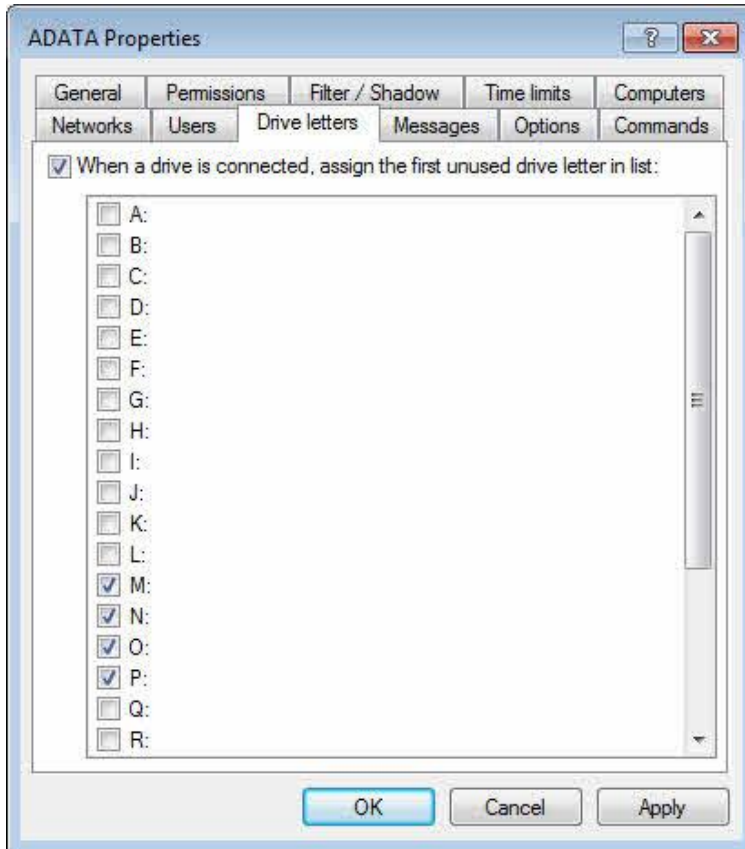 ADATA Properties
General Permissions Filter / Shadow Time limits Computers
Networks Users Drive letters Messages Options Commands
When a drive is connected, assign the first unused drive letter in list:
A:
B:
C:
D:
E:
F:
G:
H:
I:
J:
K:
L:
M:
N:
O:
P:
Q:
R:
OK Cancel Apply